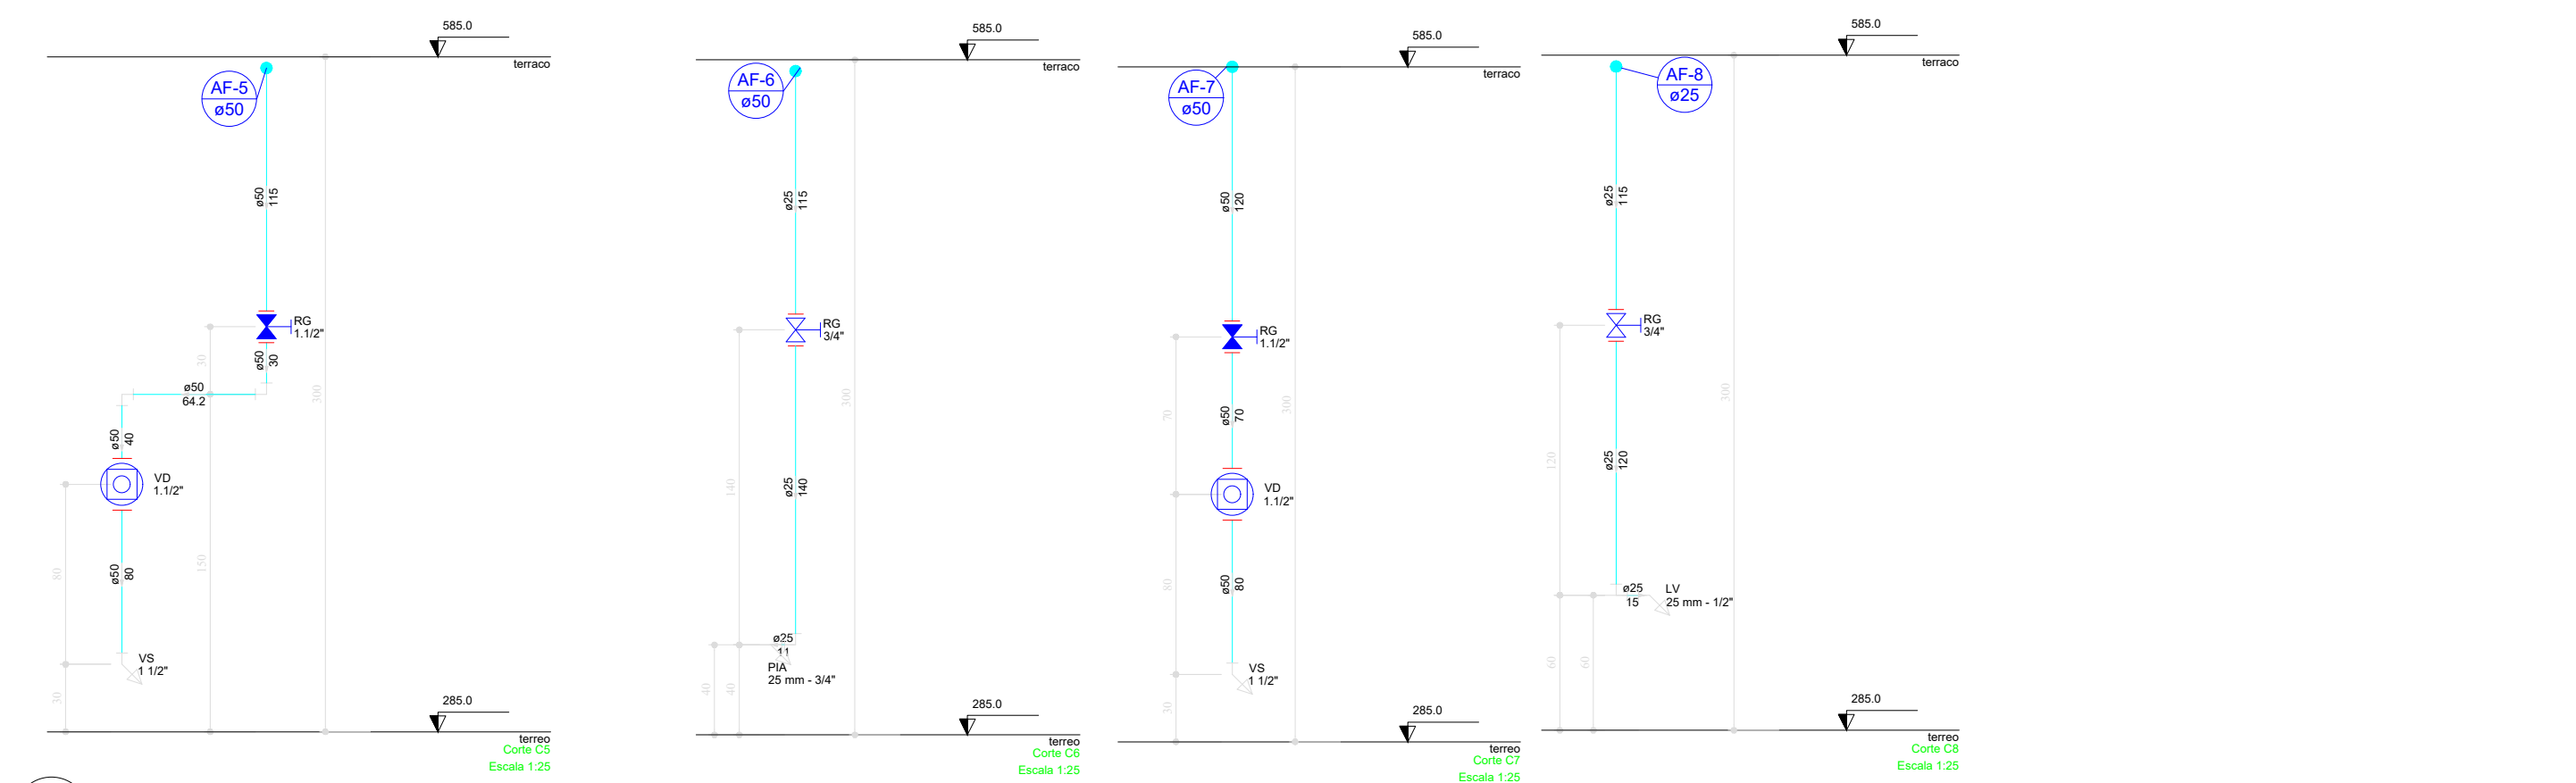 585.0
terraco
AF-5
ø50
ø50
115
300
RG
1.1/2"
ø50
30
30
ø50
64.2
ø50
40
VD
1.1/2"
150
80
ø50
80
VS
1 1/2"
30
285.0
terreo
Corte C5
Escala 1:25
585.0
terraco
AF-6
ø50
ø25
115
RG
3/4"
300
140
ø25
140
ø25
11
PIA
25 mm - 3/4"
40
40
285.0
terreo
Corte C6
Escala 1:25
585.0
terraco
AF-7
ø50
ø50
120
RG
1.1/2"
300
70
ø50
70
VD
1.1/2"
80
ø50
80
VS
1 1/2"
30
285.0
terreo
Corte C7
Escala 1:25
585.0
terraco
AF-8
ø25
ø25
115
RG
3/4"
300
120
ø25
120
ø25
15
LV
25 mm - 1/2"
60
60
285.0
terreo
Corte C8
Escala 1:25